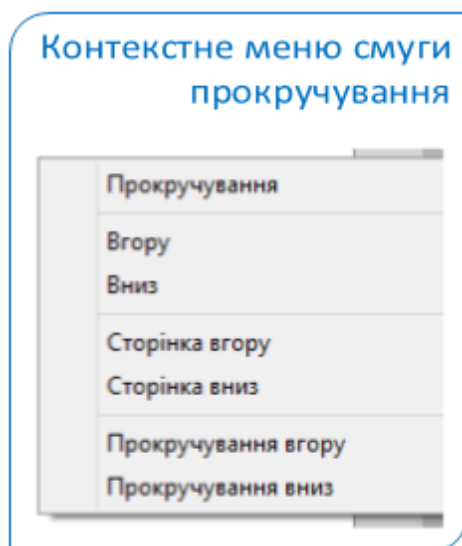 Контекстне меню смуги
прокручування
Прокручування
Вгору
Вниз
Сторінка вгору
Сторінка вниз
Прокручування вгору
Прокручування вниз